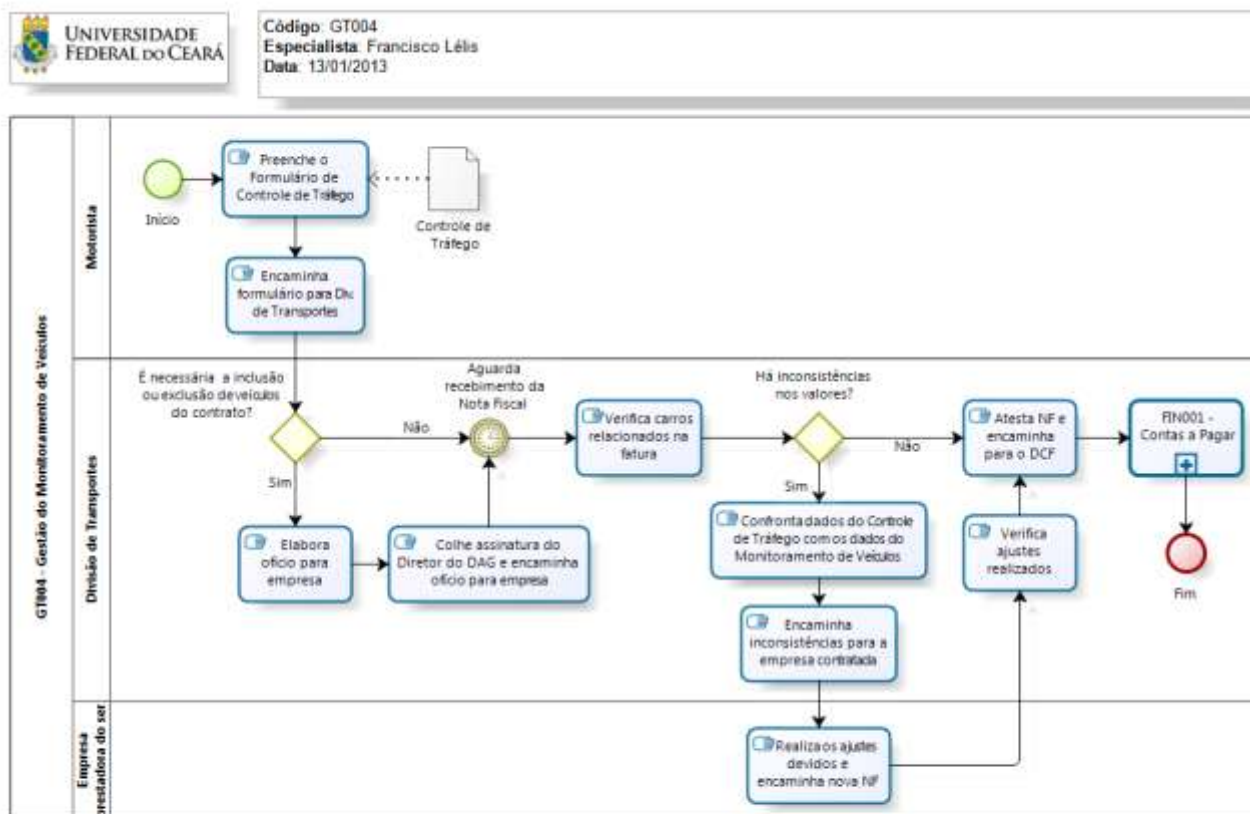 UNIVERSIDADE
FEDERAL DO CEARÁ
Código: GT004
Especialista: Francisco Lélis
Data: 13/01/2013
GT004 - Gestão do Monitoramento de Veículos
Motorista
Início
Preenche o
Formulário de
Controle de Tráfego
Controle de
Tráfego
Encaminha
formulário para Div
de Transportes
Divisão de Transportes
É necessária a inclusão
ou exclusão de veículos
do contrato?
Não
Sim
Aguarda
recebimento da
Nota Fiscal
Verifica carros
relacionados na
fatura
Há inconsistências
nos valores?
Não
Sim
Atesta NF e
encaminha
para o DCF
FIN001 -
Contas a Pagar
Elabora
ofício para
empresa
Colhe assinatura do
Diretor do DAG e encaminha
ofício para empresa
Confronta dados do Controle
de Tráfego com os dados do
Monitoramento de Veículos
Verifica
ajustes
realizados
Fim
Encaminha
inconsistências para a
empresa contratada
Empresa
prestadora do ser
Realiza os ajustes
devidos e
encaminha nova NF